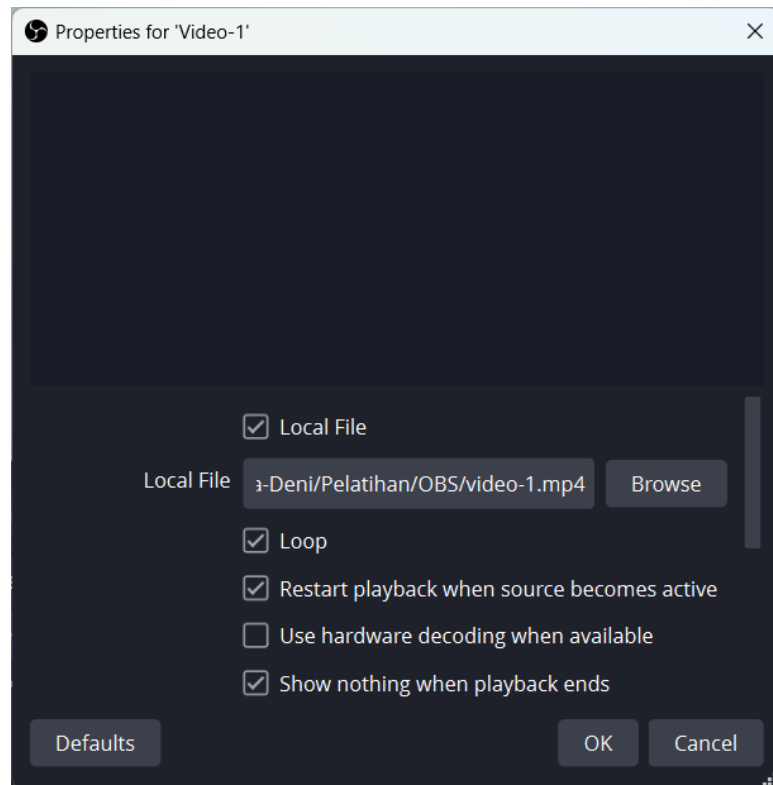 Properties for 'Video-1'
Local File
Local File a-Deni/Pelatihan/OBS/video-1.mp4 Browse
Loop
Restart playback when source becomes active
Use hardware decoding when available
Show nothing when playback ends
Defaults OK Cancel